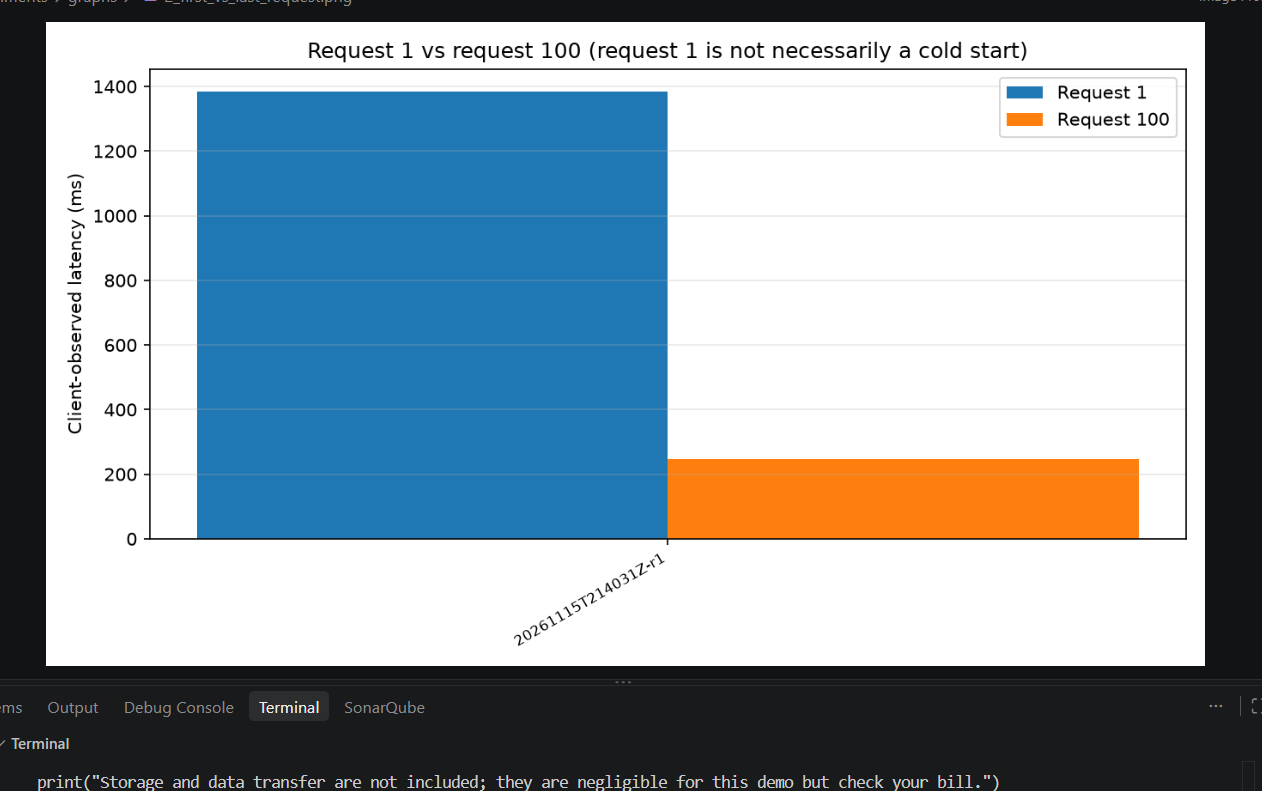 graphs
Request 1 vs request 100 (request 1 is not necessarily a cold start)
Request 1
Request 100
Client-observed latency (ms)
1400
1200
1000
800
600
400
200
0
20261115T214031Z-r1
Output Debug Console Terminal SonarQube
Terminal
print("Storage and data transfer are not included; they are negligible for this demo but check your bill.")